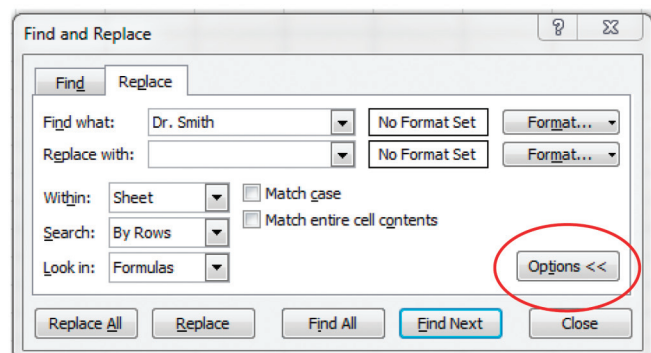 Find and Replace
Find Replace
Find what: Dr. Smith No Format Set Format...
Replace with: No Format Set Format...
Within: Sheet Match case
Search: By Rows Match entire cell contents
Look in: Formulas Options <<
Replace All Replace Find All Find Next Close